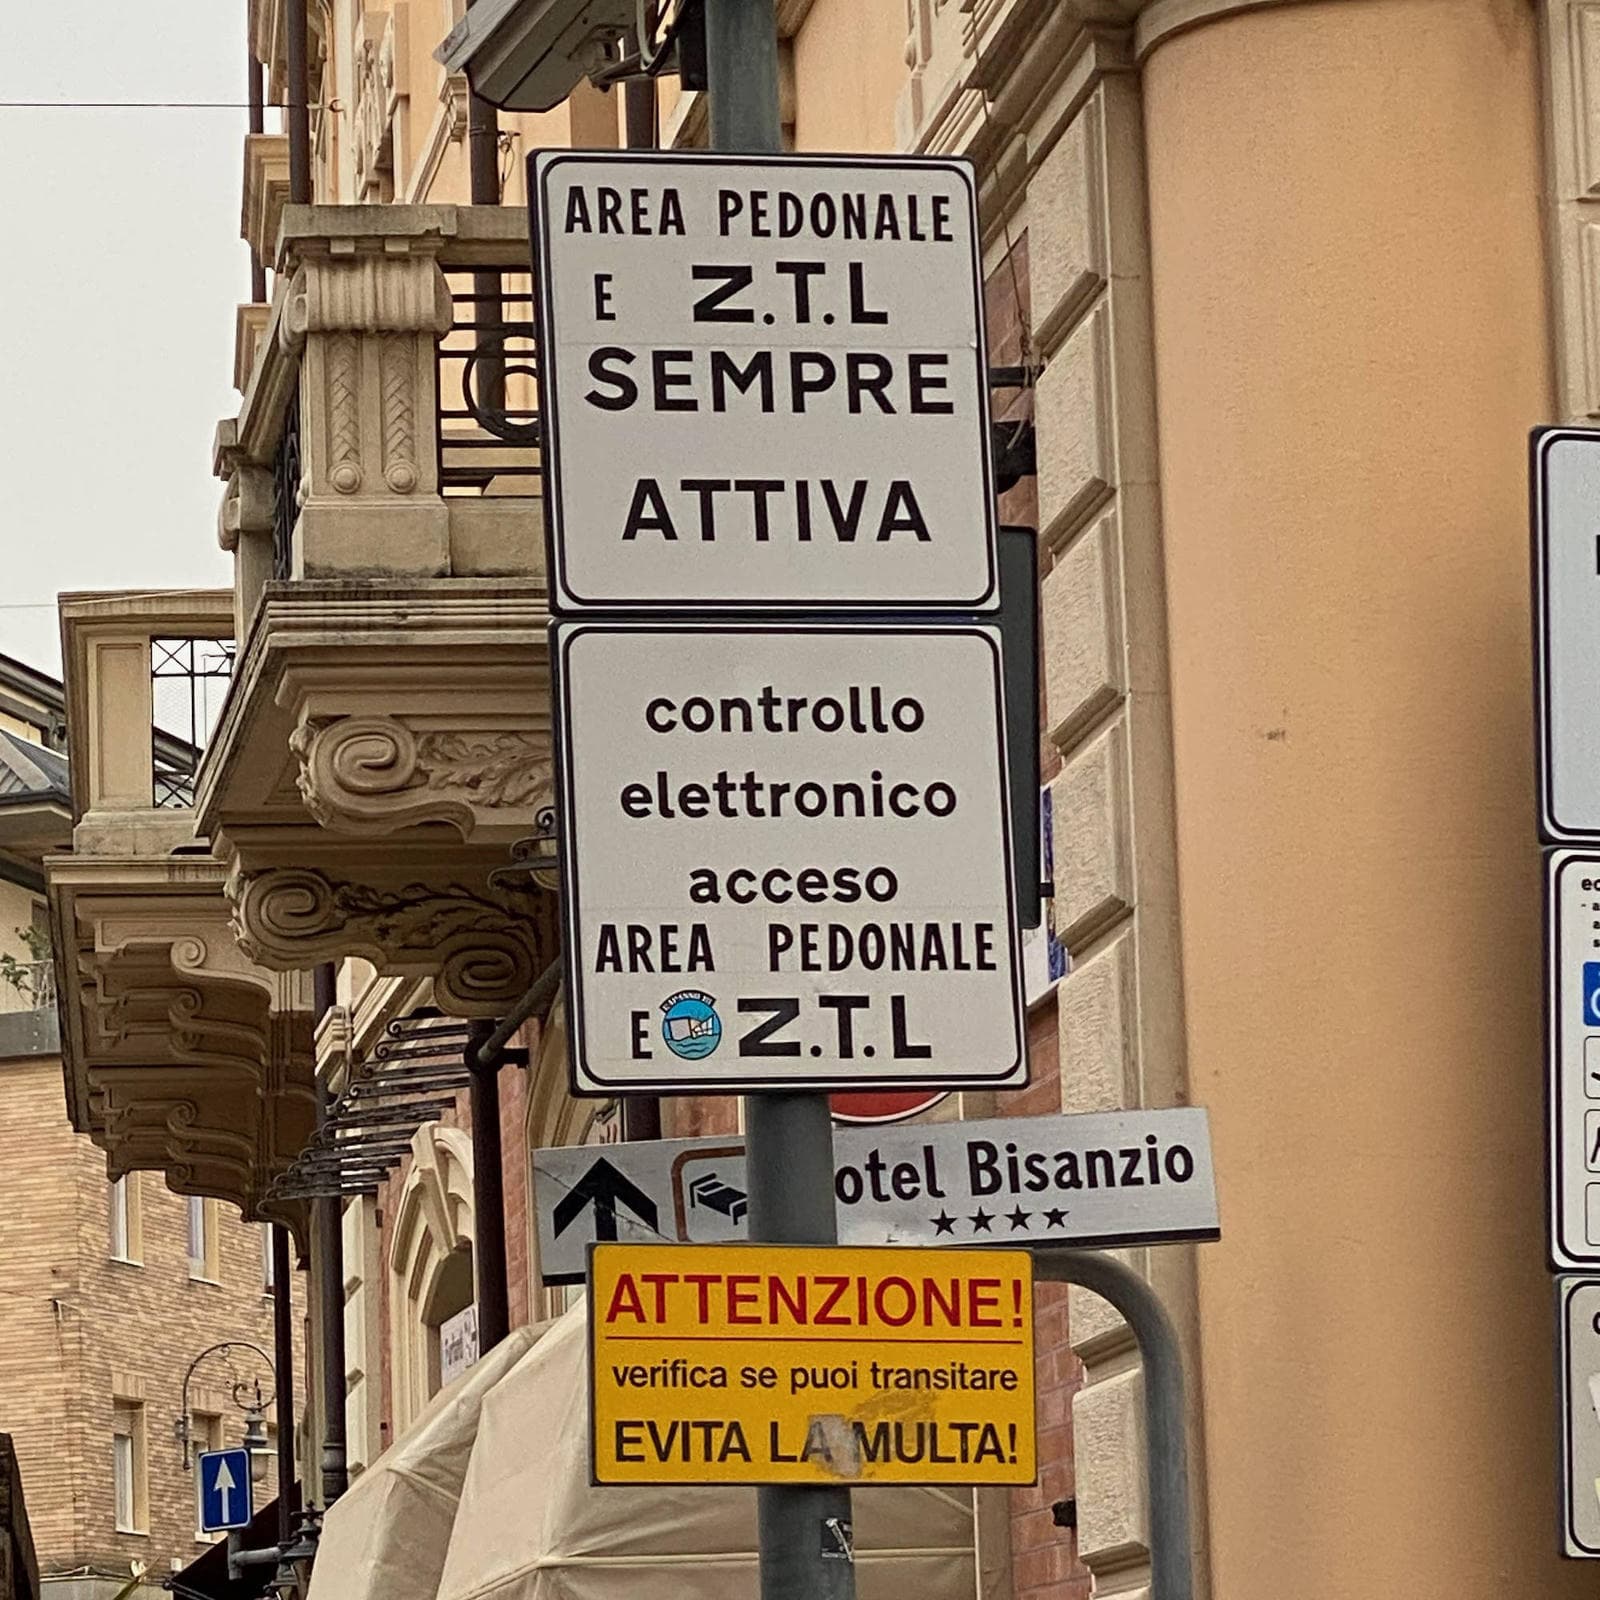 AREA PEDONALE
E Z.T.L
SEMPRE
ATTIVA
controllo
elettronico
acceso
AREA PEDONALE
E Z.T.L
otel Bisanzio
ATTENZIONE!
verifica se puoi transitare
EVITA LA MULTA!